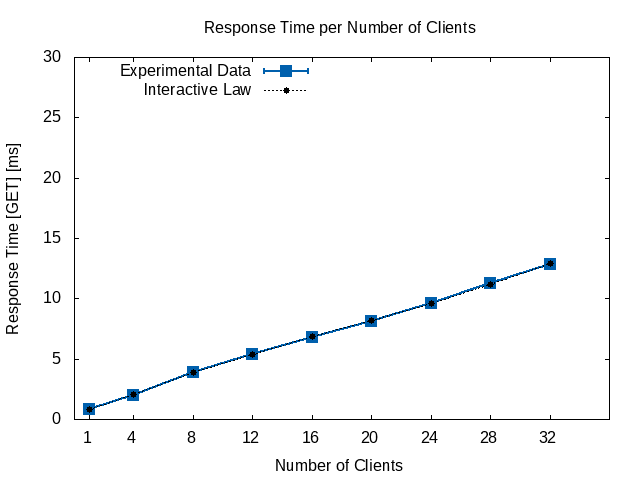 Response Time per Number of Clients
30
25
20
15
10
5
0
Response Time [GET] [ms]
Experimental Data
Interactive Law
1 4 8 12 16 20 24 28 32
Number of Clients